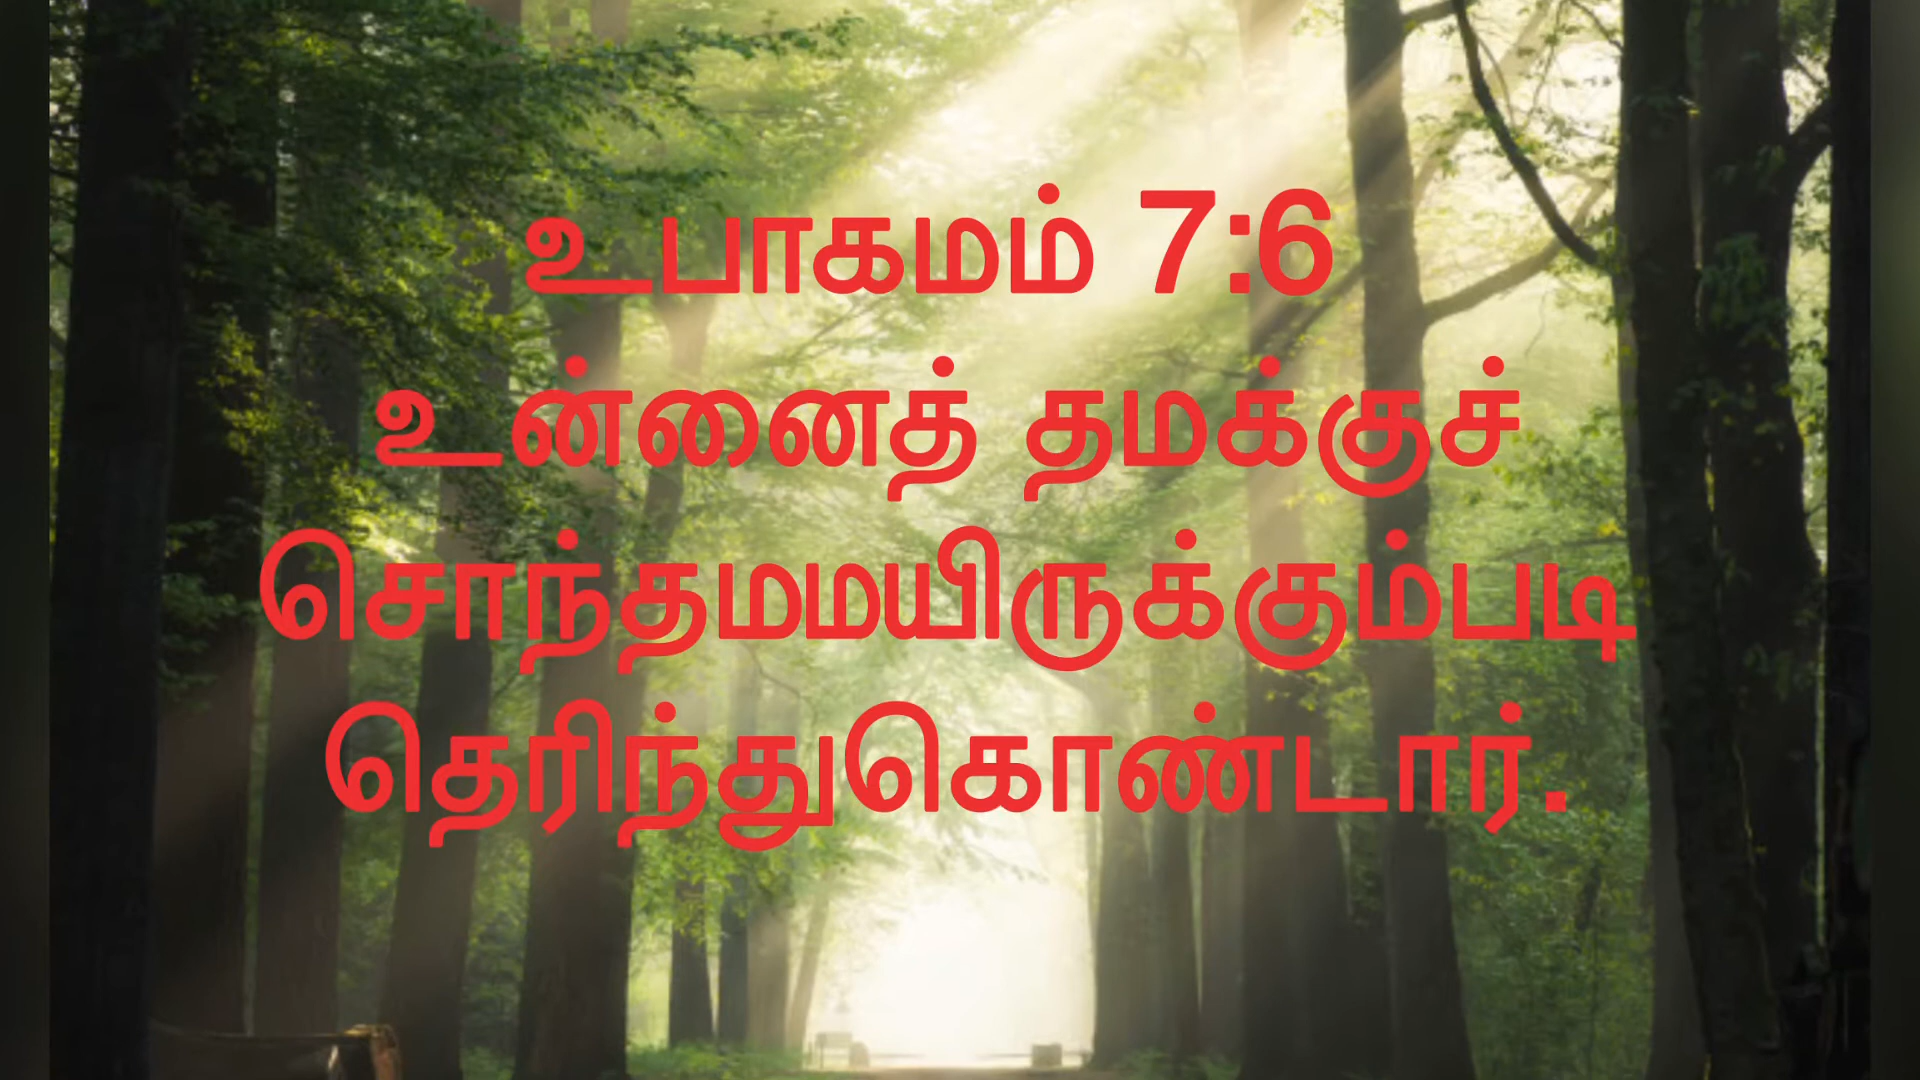 உபாகமம் 7:6
உன்னைத் தமக்குச்
சொந்தமமயிருக்கும்படி
தெரிந்துகொண்டார்.